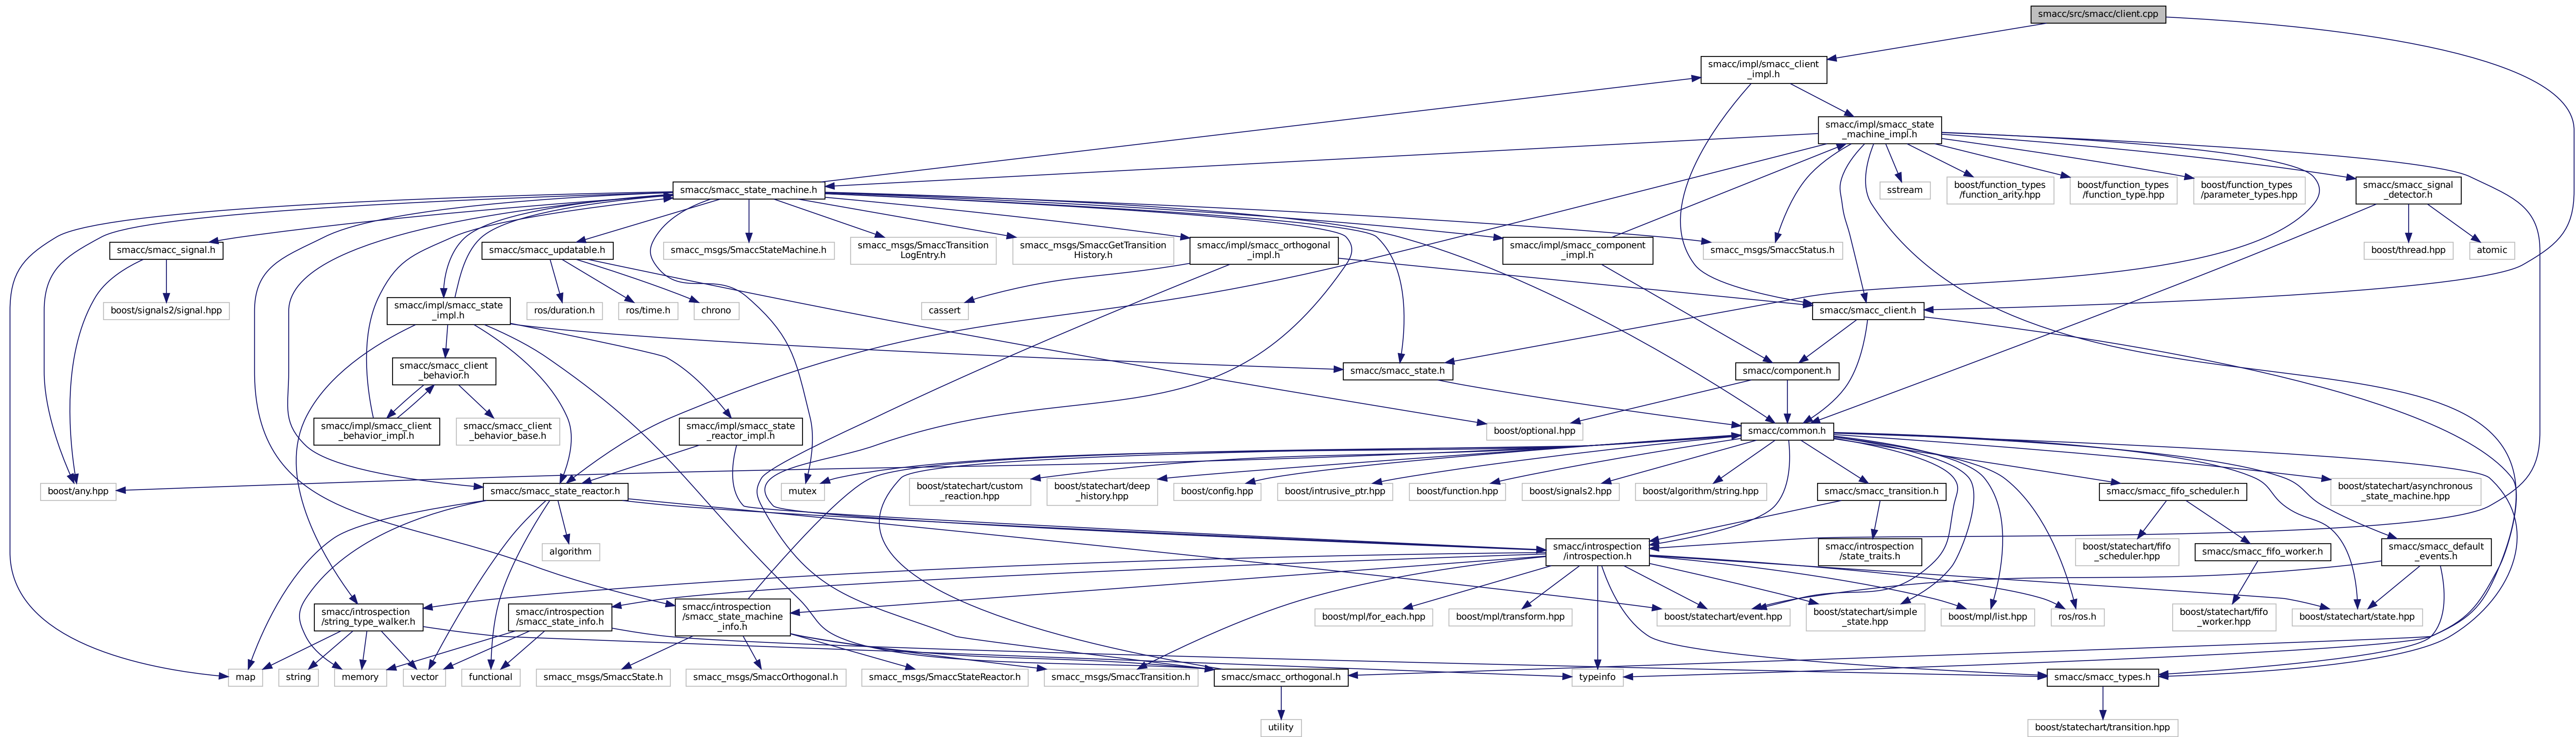 smacc/src/smacc/client.cpp
smacc/impl/smacc_client
_impl.h
smacc/impl/smacc_state
_machine_impl.h
smacc/smacc_state_machine.h
sstream
boost/function_types
/function_arity.hpp
boost/function_types
/function_type.hpp
boost/function_types
/parameter_types.hpp
smacc/smacc_signal
_detector.h
smacc/smacc_signal.h
smacc/smacc_updatable.h
smacc_msgs/SmaccStateMachine.h
smacc_msgs/SmaccTransition
LogEntry.h
smacc_msgs/SmaccGetTransition
History.h
smacc/impl/smacc_orthogonal
_impl.h
smacc/impl/smacc_component
_impl.h
smacc_msgs/SmaccStatus.h
boost/thread.hpp
atomic
boost/signals2/signal.hpp
smacc/impl/smacc_state
_impl.h
ros/duration.h
ros/time.h
chrono
cassert
smacc/smacc_client.h
smacc/smacc_client
_behavior.h
smacc/smacc_state.h
smacc/component.h
smacc/impl/smacc_client
_behavior_impl.h
smacc/smacc_client
_behavior_base.h
smacc/impl/smacc_state
_reactor_impl.h
boost/optional.hpp
smacc/common.h
boost/any.hpp
smacc/smacc_state_reactor.h
mutex
boost/statechart/custom
_reaction.hpp
boost/statechart/deep
_history.hpp
boost/config.hpp
boost/intrusive_ptr.hpp
boost/function.hpp
boost/signals2.hpp
boost/algorithm/string.hpp
smacc/smacc_transition.h
smacc/smacc_fifo_scheduler.h
boost/statechart/asynchronous
_state_machine.hpp
algorithm
smacc/introspection
/introspection.h
smacc/introspection
/state_traits.h
boost/statechart/fifo
_scheduler.hpp
smacc/smacc_fifo_worker.h
smacc/smacc_default
_events.h
smacc/introspection
/string_type_walker.h
smacc/introspection
/smacc_state_info.h
smacc/introspection
/smacc_state_machine
_info.h
boost/mpl/for_each.hpp
boost/mpl/transform.hpp
boost/statechart/event.hpp
boost/statechart/simple
_state.hpp
boost/mpl/list.hpp
ros/ros.h
boost/statechart/fifo
_worker.hpp
boost/statechart/state.hpp
map
string
memory
vector
functional
smacc_msgs/SmaccState.h
smacc_msgs/SmaccOrthogonal.h
smacc_msgs/SmaccStateReactor.h
smacc_msgs/SmaccTransition.h
smacc/smacc_orthogonal.h
typeinfo
smacc/smacc_types.h
utility
boost/statechart/transition.hpp